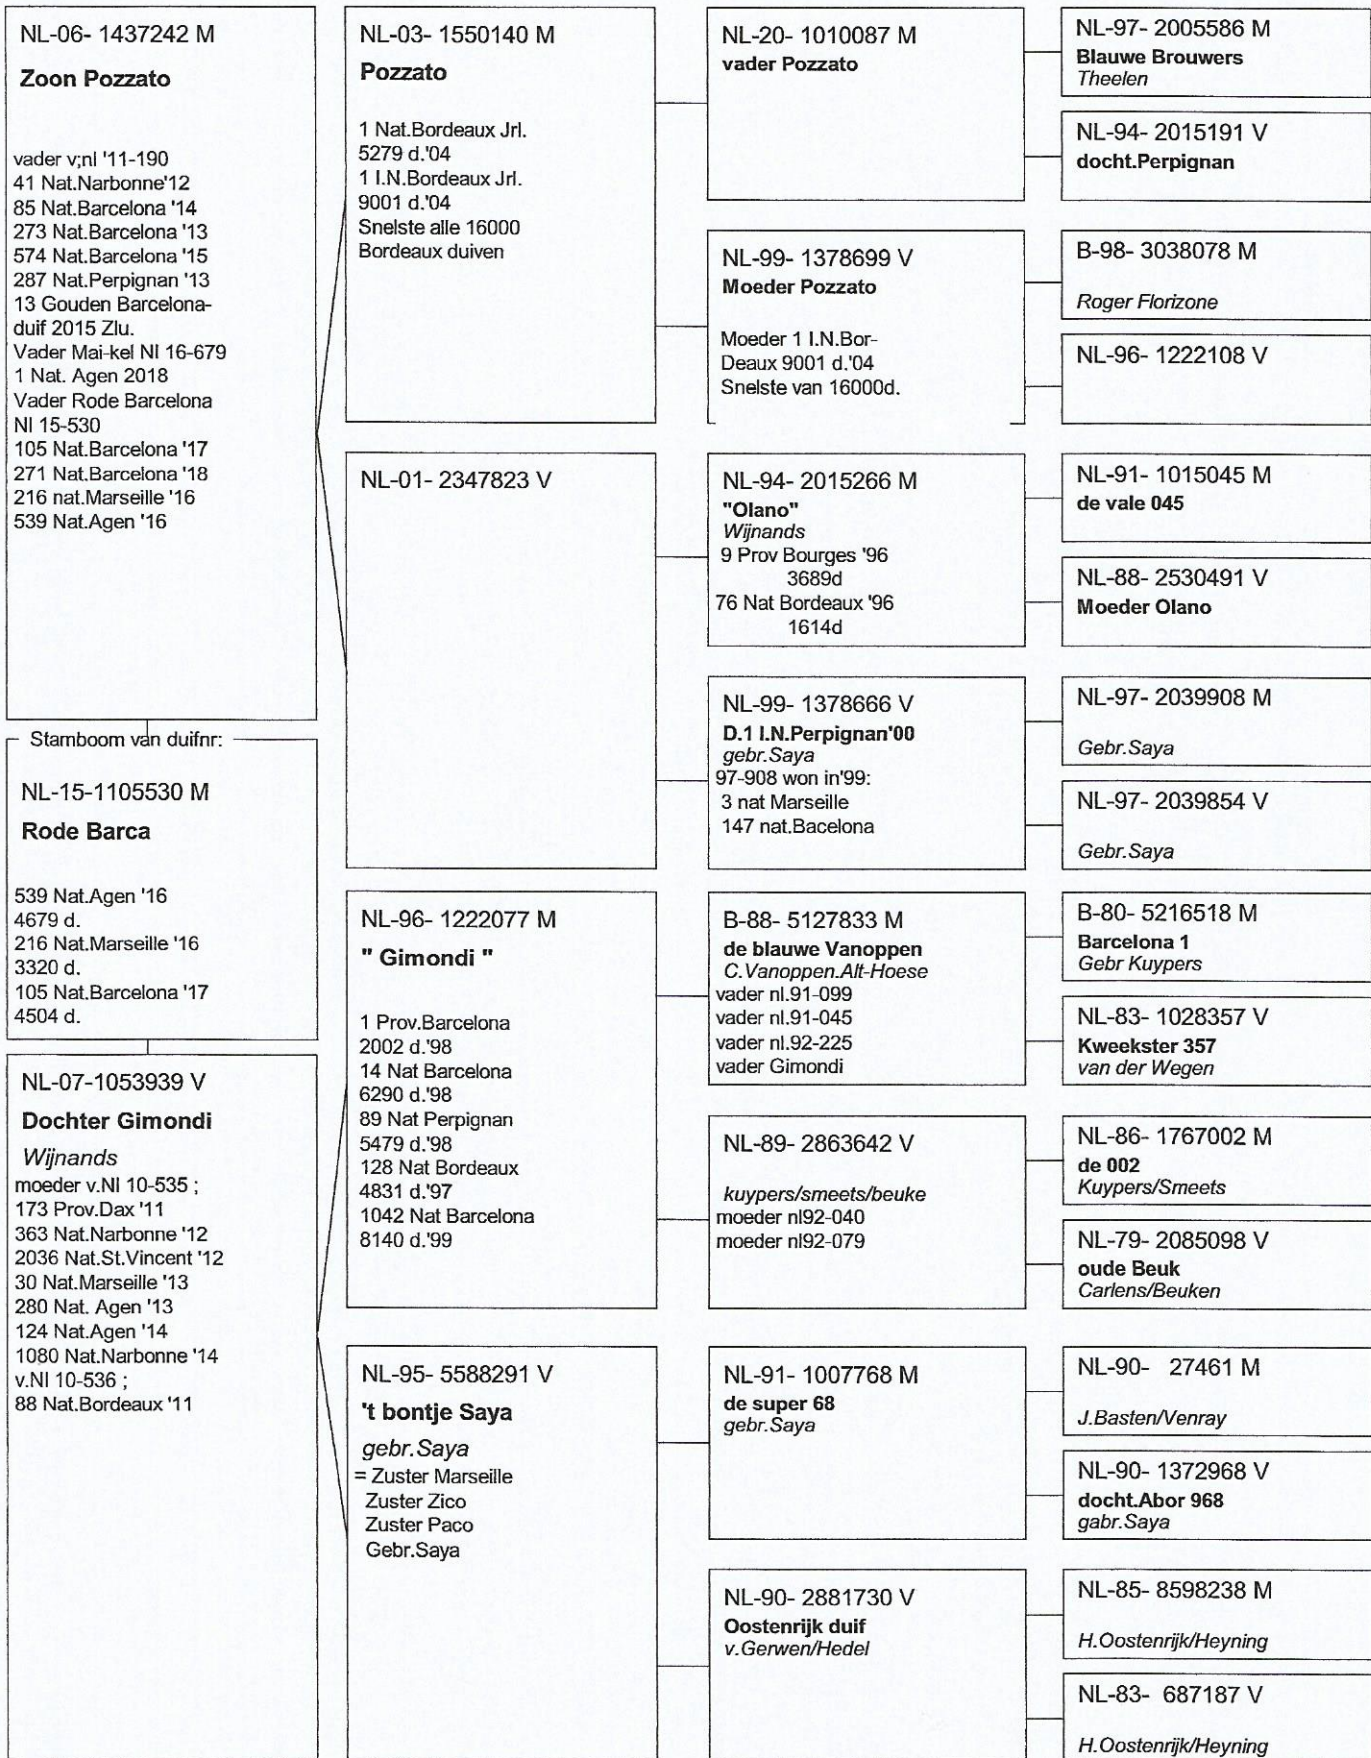 NL-06- 1437242 M
Zoon Pozzato
vader v;nl '11-190
41 Nat.Narbonne'12
85 Nat.Barcelona '14
273 Nat.Barcelona '13
574 Nat.Barcelona '15
287 Nat.Perpignan '13
13 Gouden Barcelona-
duif 2015 Zlu.
Vader Mai-kel Nl 16-679
1 Nat. Agen 2018
Vader Rode Barcelona
Nl 15-530
105 Nat.Barcelona '17
271 Nat.Barcelona '18
216 nat.Marseille '16
539 Nat.Agen '16
Stamboom van duifnr:
NL-15-1105530 M
Rode Barca
539 Nat.Agen '16
4679 d.
216 Nat.Marseille '16
3320 d.
105 Nat.Barcelona '17
4504 d.
NL-07-1053939 V
Dochter Gimondi
Wijnands
moeder v.Nl 10-535 ;
173 Prov.Dax '11
363 Nat.Narbonne '12
2036 Nat.St.Vincent '12
30 Nat.Marseille '13
280 Nat. Agen '13
124 Nat.Agen '14
1080 Nat.Narbonne '14
v.Nl 10-536 ;
88 Nat.Bordeaux '11
NL-03- 1550140 M
Pozzato
1 Nat.Bordeaux Jrl.
5279 d.'04
1 I.N.Bordeaux Jrl.
9001 d.'04
Snelste alle 16000
Bordeaux duiven
NL-01- 2347823 V
NL-96- 1222077 M
" Gimondi "
1 Prov.Barcelona
2002 d.'98
14 Nat Barcelona
6290 d.'98
89 Nat Perpignan
5479 d.'98
128 Nat Bordeaux
4831 d.'97
1042 Nat Barcelona
8140 d.'99
NL-95- 5588291 V
't bontje Saya
gebr.Saya
= Zuster Marseille
Zuster Zico
Zuster Paco
Gebr.Saya
NL-20- 1010087 M
vader Pozzato
NL-99- 1378699 V
Moeder Pozzato
Moeder 1 I.N.Bor-
Deaux 9001 d.'04
Snelste van 16000d.
NL-94- 2015266 M
"Olano"
Wijnands
9 Prov Bourges '96
3689d
76 Nat Bordeaux '96
1614d
NL-99- 1378666 V
D.1 I.N.Perpignan'00
gebr.Saya
97-908 won in'99:
3 nat Marseille
147 nat.Bacelona
B-88- 5127833 M
de blauwe Vanoppen
C.Vanoppen.Alt-Hoese
vader nl.91-099
vader nl.91-045
vader nl.92-225
vader Gimondi
NL-89- 2863642 V
kuypers/smeets/beuke
moeder nl92-040
moeder nl92-079
NL-91- 1007768 M
de super 68
gebr.Saya
NL-90- 2881730 V
Oostenrijk duif
v.Gerwen/Hedel
NL-97- 2005586 M
Blauwe Brouwers
Theelen
NL-94- 2015191 V
docht.Perpignan
B-98- 3038078 M
Roger Florizone
NL-96- 1222108 V
NL-91- 1015045 M
de vale 045
NL-88- 2530491 V
Moeder Olano
NL-97- 2039908 M
Gebr.Saya
NL-97- 2039854 V
Gebr.Saya
B-80- 5216518 M
Barcelona 1
Gebr Kuypers
NL-83- 1028357 V
Kweekster 357
van der Wegen
NL-86- 1767002 M
de 002
Kuypers/Smeets
NL-79- 2085098 V
oude Beuk
Carlens/Beuken
NL-90- 27461 M
J.Basten/Venray
NL-90- 1372968 V
docht.Abor 968
gabr.Saya
NL-85- 8598238 M
H.Oostenrijk/Heyning
NL-83- 687187 V
H.Oostenrijk/Heyning